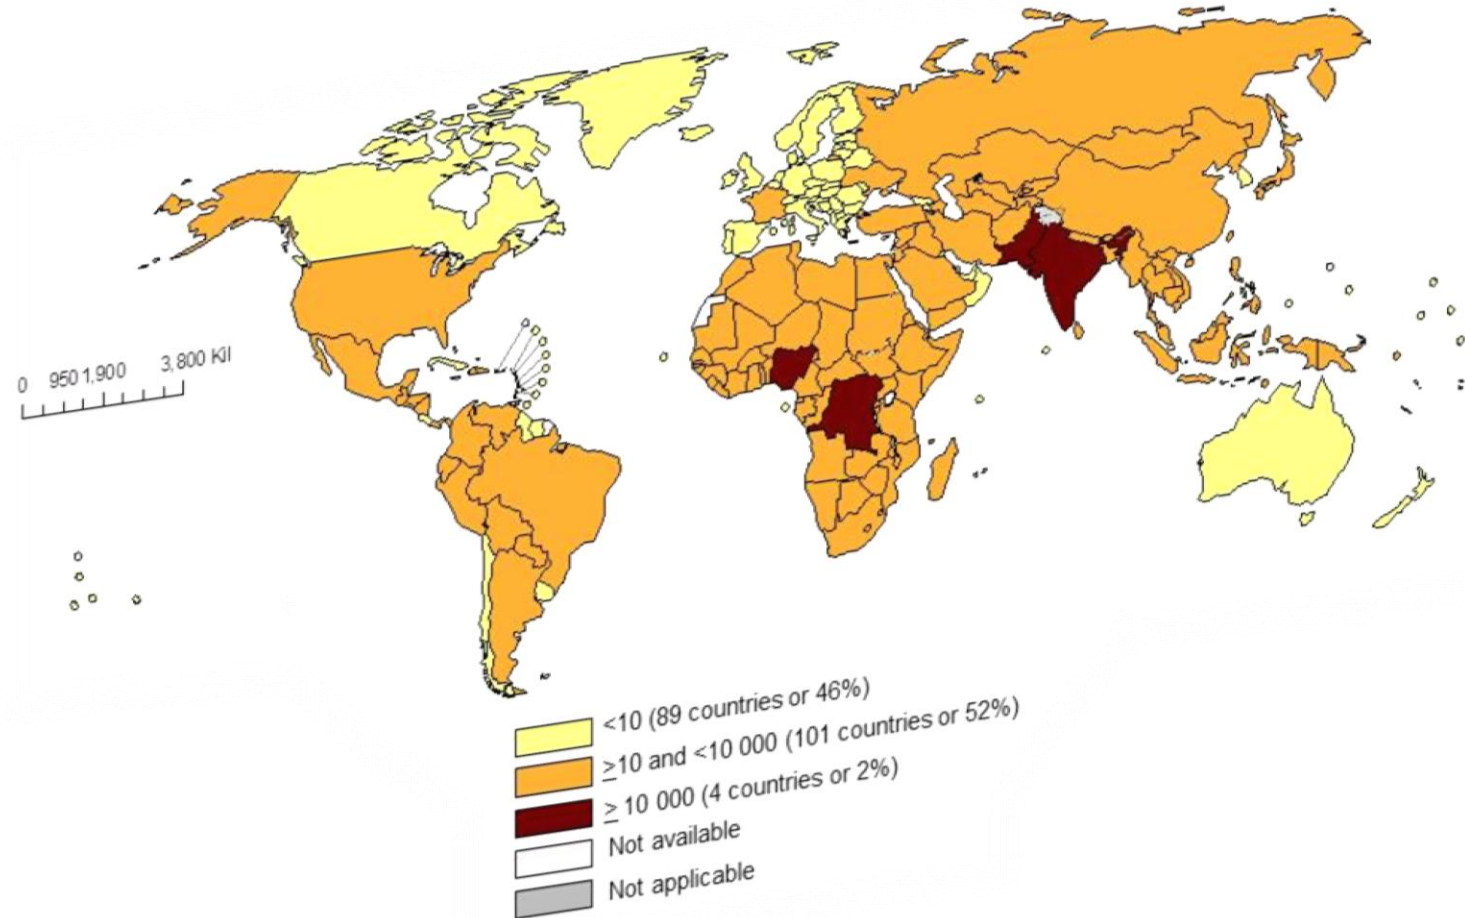 0 950 1,900 3,800 Kil
<10 (89 countries or 46%)
≥10 and <10 000 (101 countries or 52%)
≥ 10 000 (4 countries or 2%)
Not available
Not applicable